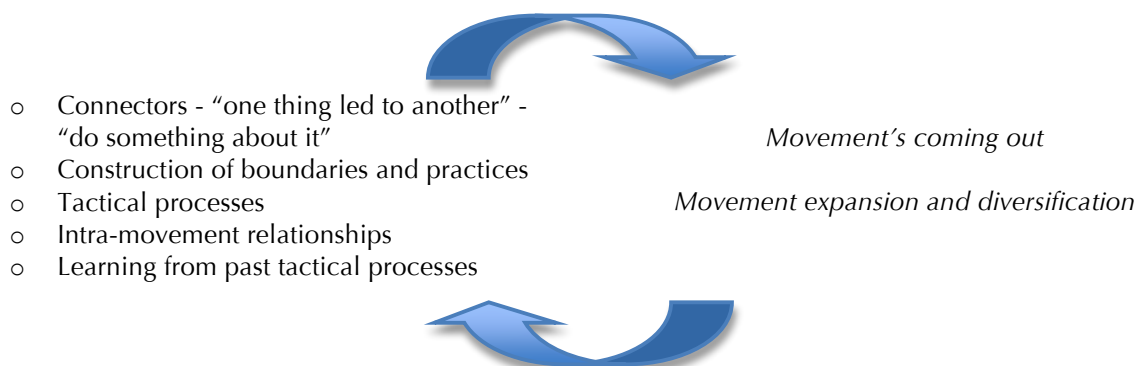 o Connectors - “one thing led to another” -
“do something about it”
o Construction of boundaries and practices
o Tactical processes
o Intra-movement relationships
o Learning from past tactical processes
Movement’s coming out
Movement expansion and diversification